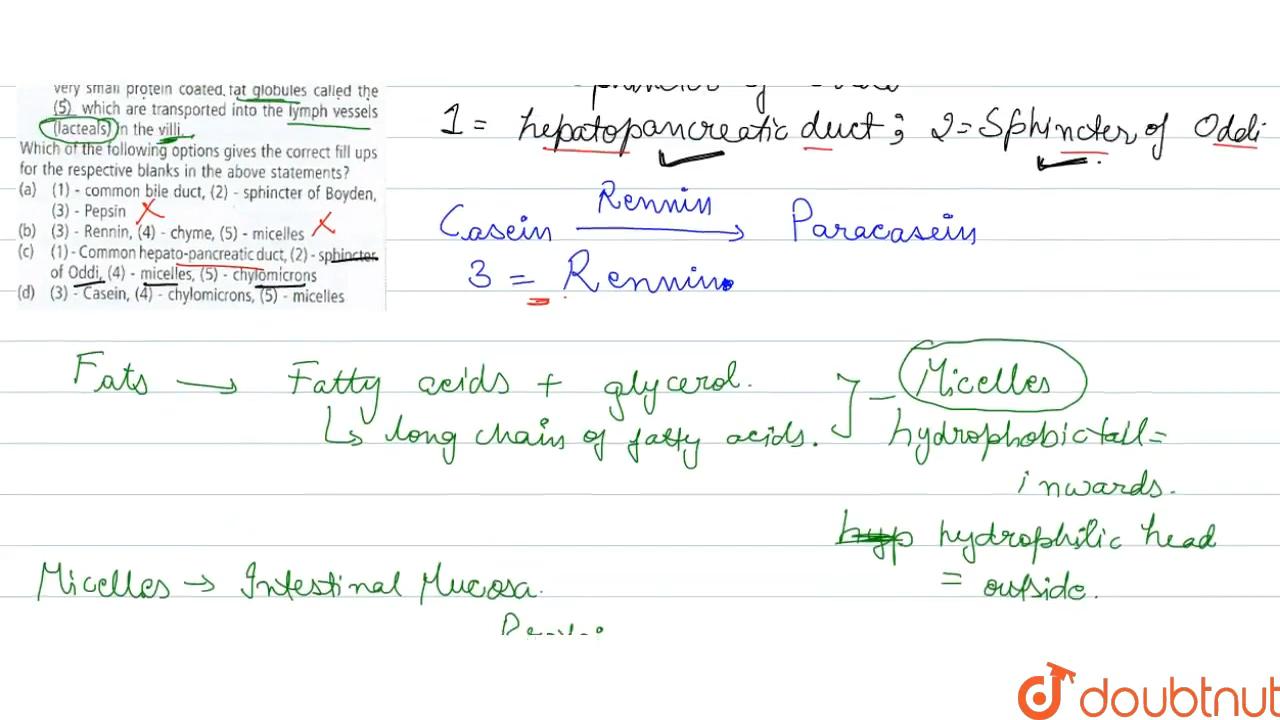 very small protein coated fat globules called the
(5) which are transported into the lymph vessels
(lacteals) in the villi.
Which of the following options gives the correct fill ups
for the respective blanks in the above statements?
(a) (1) - common bile duct, (2) - sphincter of Boyden,
(3) - Pepsin
(b) (3) - Rennin, (4) - chyme, (5) - micelles
(c) (1) - Common hepato-pancreatic duct, (2) - sphincter
of Oddi, (4) - micelles, (5) - chylomicrons
(d) (3) - Casein, (4) - chylomicrons, (5) - micelles
1 = hepatopancreatic duct; 2 = Sphincter of Oddi
Rennin
Casein → Paracasein
3 = Rennin
Fats → Fatty acids + glycerol.
↳ long chain of fatty acids.
} - Micelles
hydrophobic tail =
inwards.
hydrophilic head
= outside.
Micelles → Intestinal Mucosa.
doubtnut